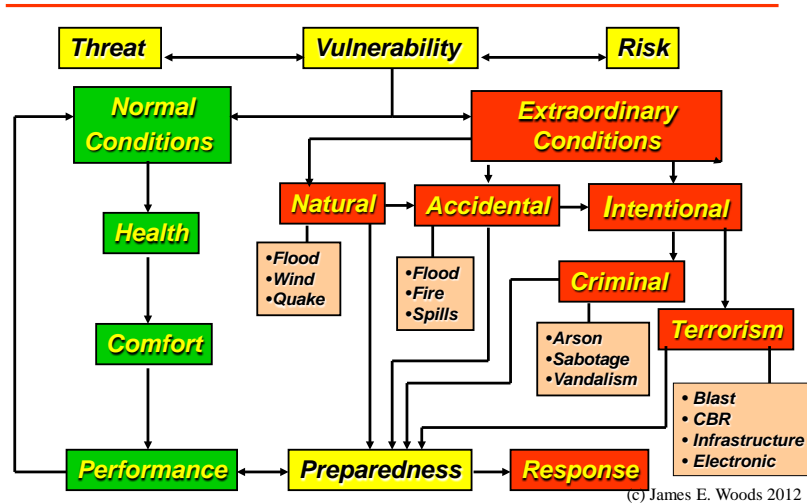 Threat
Vulnerability
Risk
Normal
Conditions
Extraordinary
Conditions
Natural
Accidental
Intentional
Health
•Flood
•Wind
•Quake
•Flood
•Fire
•Spills
Criminal
Comfort
•Arson
•Sabotage
•Vandalism
Terrorism
• Blast
• CBR
• Infrastructure
• Electronic
Performance
Preparedness
Response
(c) James E. Woods 2012